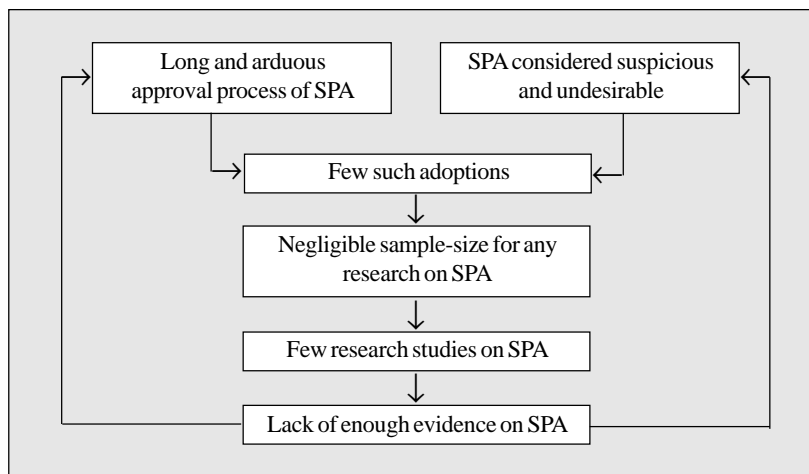 Long and arduous
approval process of SPA
SPA considered suspicious
and undesirable
Few such adoptions
Negligible sample-size for any
research on SPA
Few research studies on SPA
Lack of enough evidence on SPA